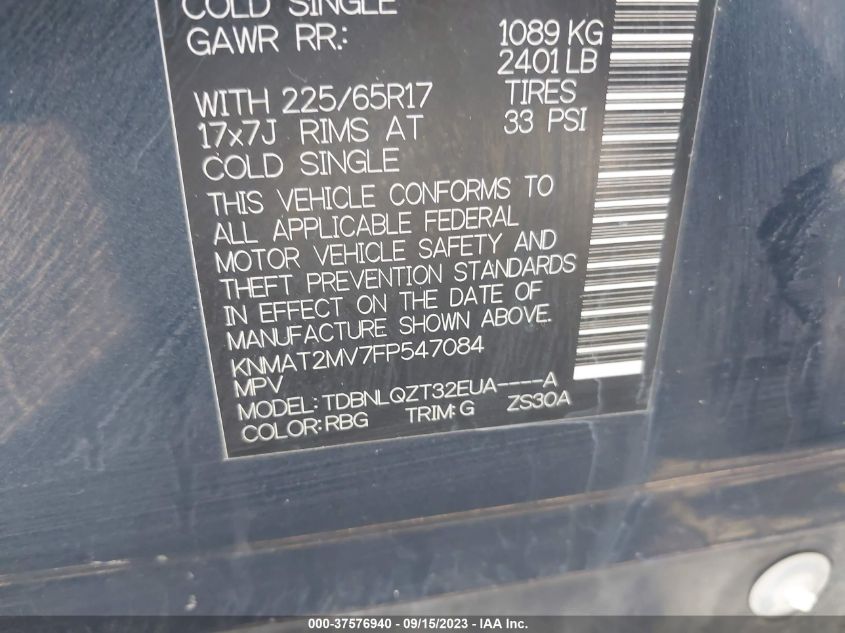 COLD SINGLE
GAWR RR.: 1089 KG
2401 LB
WITH 225/65R17 TIRES
17x7J RIMS AT 33 PSI
COLD SINGLE
THIS VEHICLE CONFORMS TO
ALL APPLICABLE FEDERAL
MOTOR VEHICLE SAFETY AND
THEFT PREVENTION STANDARDS
IN EFFECT ON THE DATE OF
MANUFACTURE SHOWN ABOVE.
KNMAT2MV7FP547084
MPV
MODEL: TDBNLQZT32EUA----A
COLOR: RBG TRIM: G ZS30A
000-37576940 - 09/15/2023 - IAA Inc.